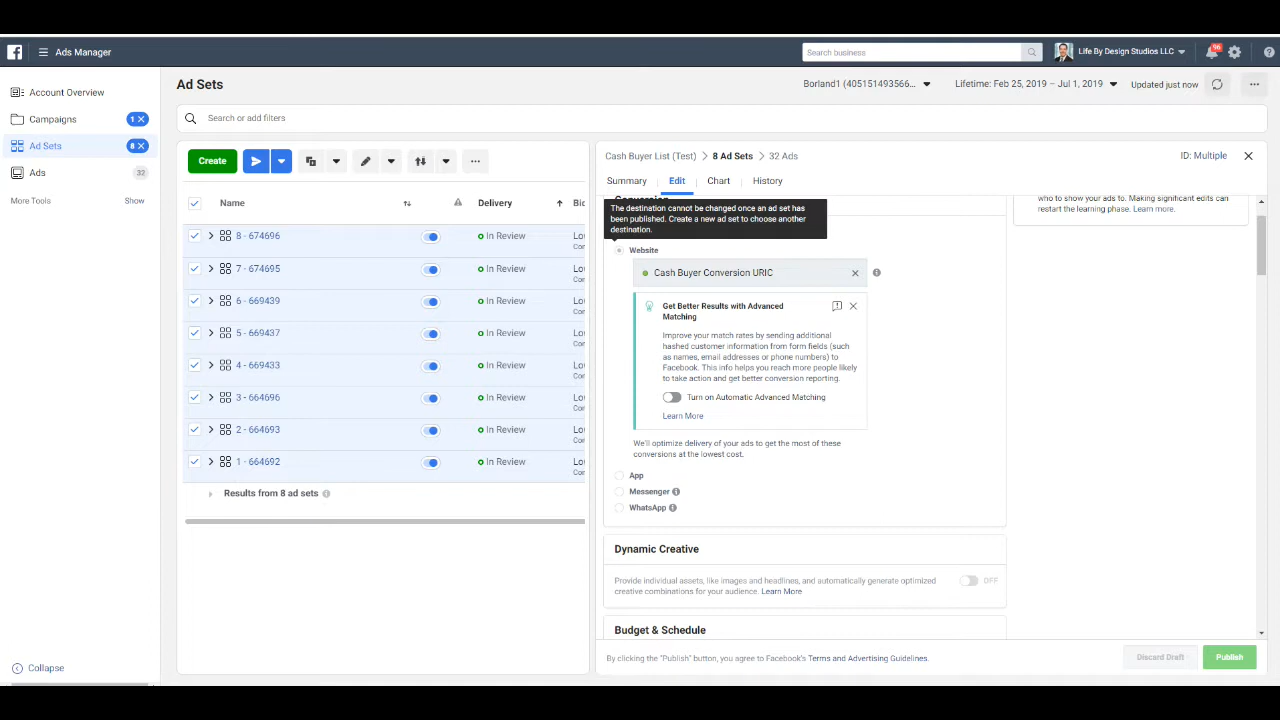 Ads Manager
Search business
Life By Design Studios LLC
96
Ad Sets
Borland1 (405151493566...
Lifetime: Feb 25, 2019 – Jul 1, 2019
Updated just now
Account Overview
Campaigns
1 ✕
Ad Sets
8 ✕
Ads
32
More Tools
Show
Search or add filters
Create
Name
Delivery
8 - 674696
In Review
7 - 674695
In Review
6 - 669439
In Review
5 - 669437
In Review
4 - 669433
In Review
3 - 664696
In Review
2 - 664693
In Review
1 - 664692
In Review
Results from 8 ad sets
Cash Buyer List (Test)
8 Ad Sets
32 Ads
ID: Multiple
Summary
Edit
Chart
History
The destination cannot be changed once an ad set has
been published. Create a new ad set to choose another
destination.
who to show your ads to. Making significant edits can
restart the learning phase. Learn more.
Website
Cash Buyer Conversion URIC
Get Better Results with Advanced
Matching
Improve your match rates by sending additional
hashed customer information from form fields (such
as names, email addresses or phone numbers) to
Facebook. This info helps you reach more people likely
to take action and get better conversion reporting.
Turn on Automatic Advanced Matching
Learn More
We'll optimize delivery of your ads to get the most of these
conversions at the lowest cost.
App
Messenger
WhatsApp
Dynamic Creative
Provide individual assets, like images and headlines, and automatically generate optimized
creative combinations for your audience. Learn More
OFF
Budget & Schedule
By clicking the "Publish" button, you agree to Facebook's Terms and Advertising Guidelines.
Discard Draft
Publish
Collapse